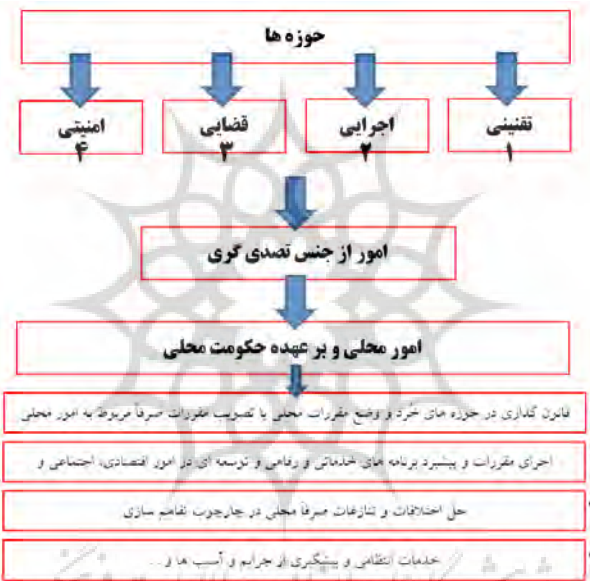 حوزه ها
تقنینی
۱
اجرایی
۲
قضایی
۳
امنیتی
۴
امور از جنس تصدی گری
امور محلی و بر عهده حکومت محلی
قانون گذاری در حوزه های خُرد و وضع مقررات محلی یا تصویب مقررات صرفاً مربوط به امور محلی
اجرای مقررات و پیشبرد برنامه های خدماتی و رفاهی و توسعه ای در امور اقتصادی، اجتماعی و
حل اختلافات و تنازعات صرفا محلی در چارچوب تفاهم سازی
خدمات انتظامی و پیشگیری از جرایم و آسیب ها و...